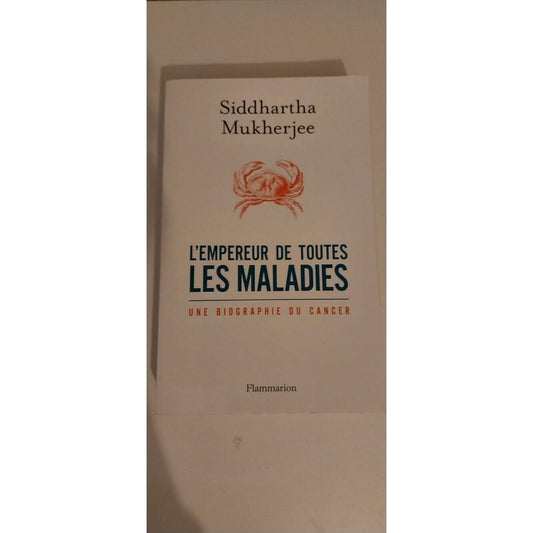 Siddhartha
Mukherjee
L'EMPEREUR DE TOUTES
LES MALADIES
UNE BIOGRAPHIE DU CANCER
Flammarion